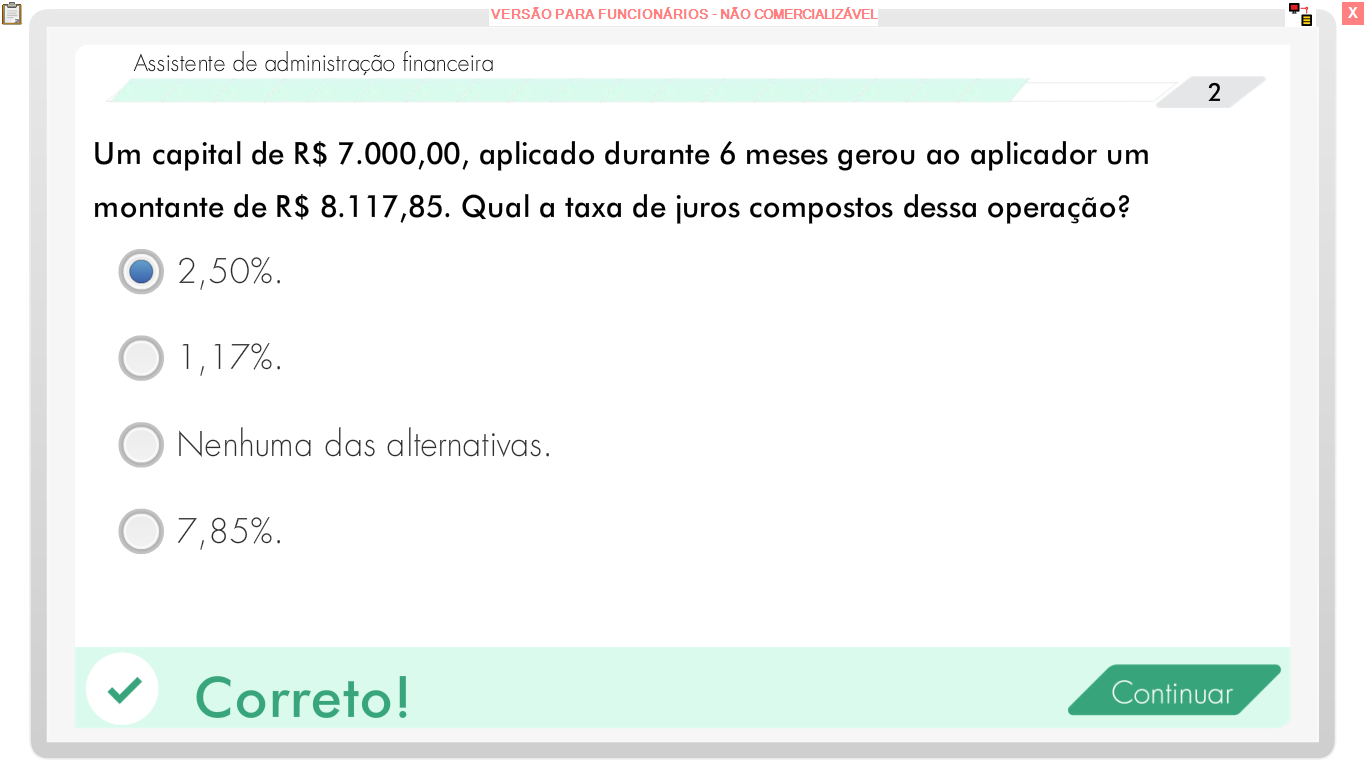 VERSÃO PARA FUNCIONÁRIOS - NÃO COMERCIALIZÁVEL
X
Assistente de administração financeira
2
Um capital de R$ 7.000,00, aplicado durante 6 meses gerou ao aplicador um
montante de R$ 8.117,85. Qual a taxa de juros compostos dessa operação?
2,50%.
1,17%.
Nenhuma das alternativas.
7,85%.
Correto!
Continuar